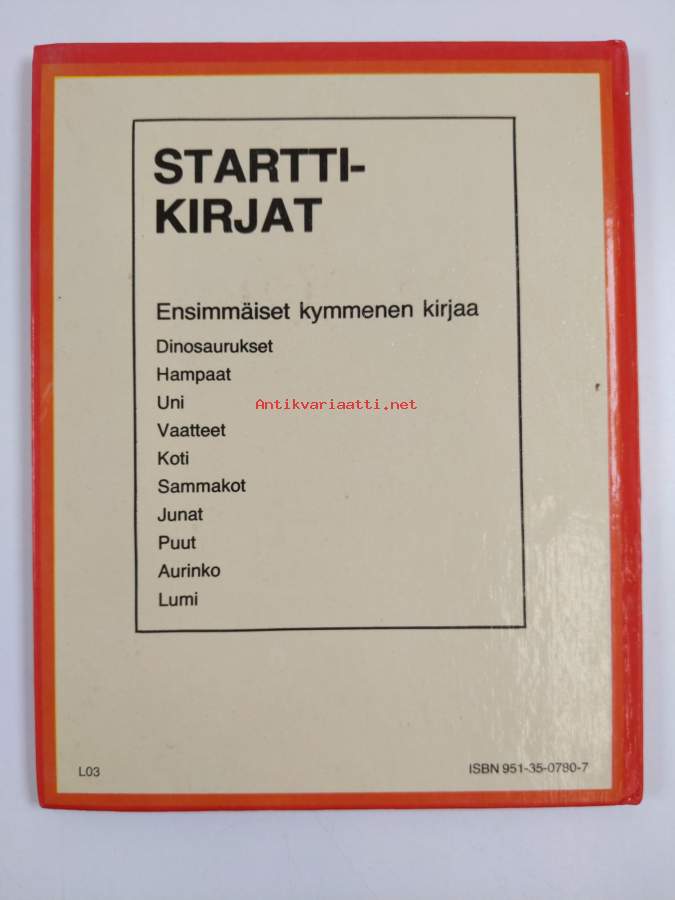 STARTTI-
KIRJAT
Ensimmäiset kymmenen kirjaa
Dinosaurukset
Hampaat
Uni
Antikvariaatti.net
Vaatteet
Koti
Sammakot
Junat
Puut
Aurinko
Lumi
L03
ISBN 951-35-0780-7